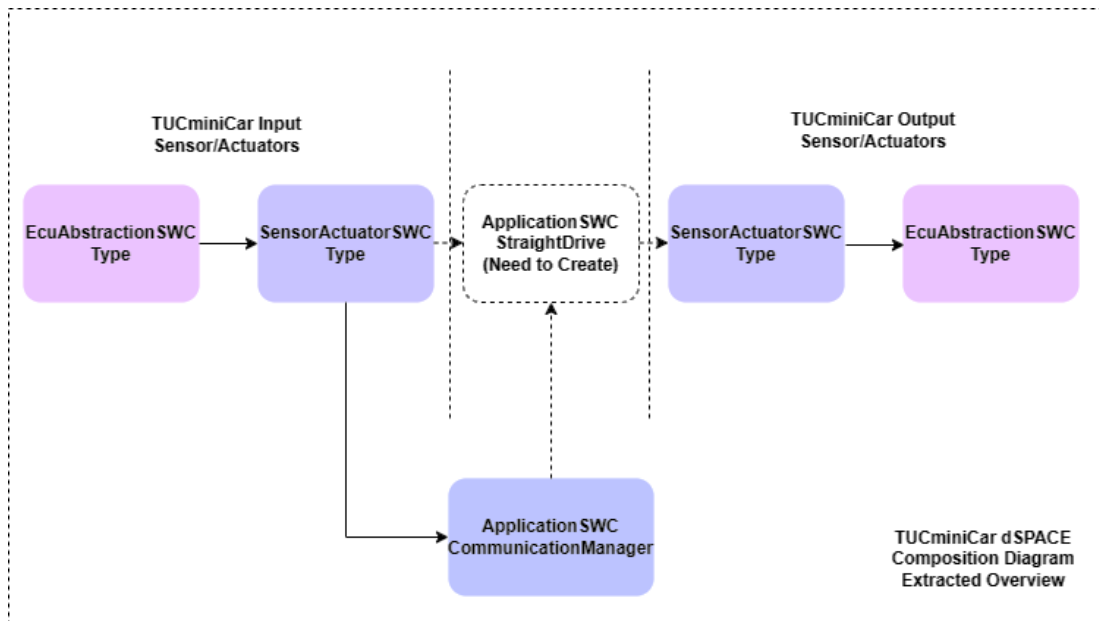 TUCminiCar Input
Sensor/Actuators
TUCminiCar Output
Sensor/Actuators
EcuAbstractionSWC
Type
SensorActuatorSWC
Type
ApplicationSWC
StraightDrive
(Need to Create)
SensorActuatorSWC
Type
EcuAbstractionSWC
Type
ApplicationSWC
CommunicationManager
TUCminiCar dSPACE
Composition Diagram
Extracted Overview